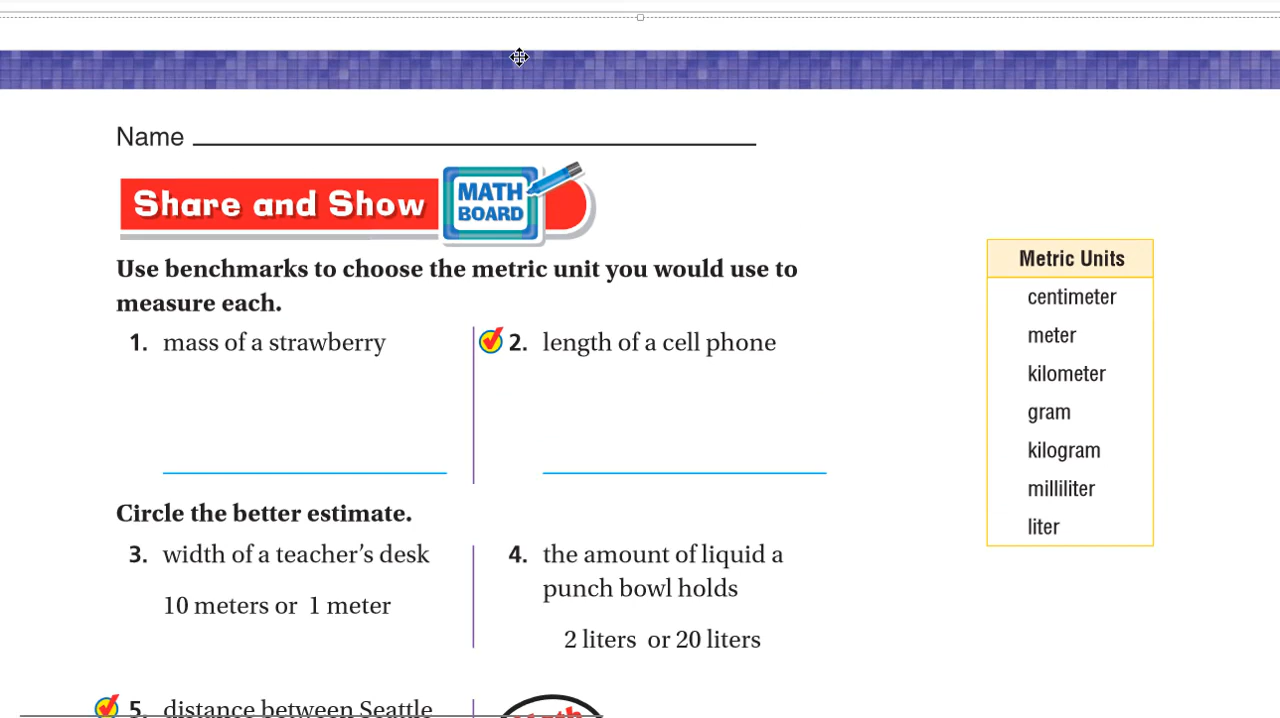 Name
Share and Show
MATH
BOARD
Use benchmarks to choose the metric unit you would use to
measure each.
1. mass of a strawberry
2. length of a cell phone
Circle the better estimate.
3. width of a teacher’s desk
10 meters or 1 meter
4. the amount of liquid a
punch bowl holds
2 liters or 20 liters
5. distance between Seattle
Metric Units
centimeter
meter
kilometer
gram
kilogram
milliliter
liter